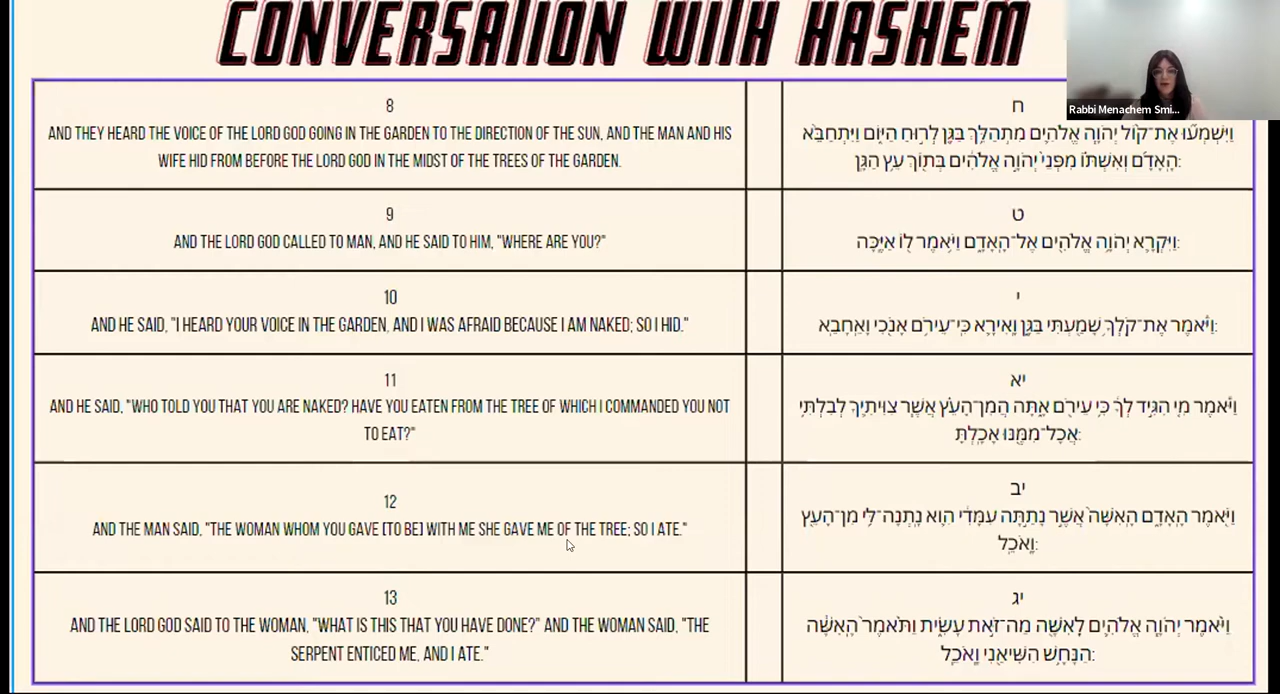 CONVERSATION WITH HASHEM
Rabbi Menachem Smi...
8
AND THEY HEARD THE VOICE OF THE LORD GOD GOING IN THE GARDEN TO THE DIRECTION OF THE SUN, AND THE MAN AND HIS
WIFE HID FROM BEFORE THE LORD GOD IN THE MIDST OF THE TREES OF THE GARDEN.
ח
וַיִּשְׁמְע֞וּ אֶת־ק֨וֹל יְהֹוָ֧ה אֱלֹהִ֛ים מִתְהַלֵּ֥ךְ בַּגָּ֖ן לְר֣וּחַ הַיּ֑וֹם וַיִּתְחַבֵּ֨א
הָֽאָדָ֜ם וְאִשְׁתּ֗וֹ מִפְּנֵי֙ יְהֹוָ֣ה אֱלֹהִ֔ים בְּת֖וֹךְ עֵ֥ץ הַגָּֽן:
9
AND THE LORD GOD CALLED TO MAN, AND HE SAID TO HIM, "WHERE ARE YOU?"
ט
וַיִּקְרָ֛א יְהֹוָ֥ה אֱלֹהִ֖ים אֶל־הָֽאָדָ֑ם וַיֹּ֥אמֶר ל֖וֹ אַיֶּֽכָּה:
10
AND HE SAID, "I HEARD YOUR VOICE IN THE GARDEN, AND I WAS AFRAID BECAUSE I AM NAKED; SO I HID."
י
וַיֹּ֕אמֶר אֶת־קֹֽלְךָ֥ שָׁמַ֖עְתִּי בַּגָּ֑ן וָֽאִירָ֛א כִּֽי־עֵירֹ֥ם אָנֹ֖כִי וָאֵֽחָבֵֽא:
11
AND HE SAID, "WHO TOLD YOU THAT YOU ARE NAKED? HAVE YOU EATEN FROM THE TREE OF WHICH I COMMANDED YOU NOT
TO EAT?"
יא
וַיֹּ֕אמֶר מִ֚י הִגִּ֣יד לְךָ֔ כִּ֥י עֵירֹ֖ם אָ֑תָּה הֲמִן־הָעֵ֗ץ אֲשֶׁ֧ר צִוִּיתִ֛יךָ לְבִלְתִּ֥י
אֲכָל־מִמֶּ֖נּוּ אָכָֽלְתָּ:
12
AND THE MAN SAID, "THE WOMAN WHOM YOU GAVE [TO BE] WITH ME SHE GAVE ME OF THE TREE; SO I ATE."
יב
וַיֹּ֖אמֶר הָֽאָדָ֑ם הָֽאִשָּׁה֙ אֲשֶׁ֣ר נָתַ֣תָּה עִמָּדִ֔י הִ֛וא נָֽתְנָה־לִּ֥י מִן־הָעֵ֖ץ
וָֽאֹכֵֽל:
13
AND THE LORD GOD SAID TO THE WOMAN, "WHAT IS THIS THAT YOU HAVE DONE?" AND THE WOMAN SAID, "THE
SERPENT ENTICED ME, AND I ATE."
יג
וַיֹּ֨אמֶר יְהֹוָ֧ה אֱלֹהִ֛ים לָֽאִשָּׁ֖ה מַה־זֹּ֣את עָשִׂ֑ית וַתֹּ֨אמֶר֙ הָֽאִשָּׁ֔ה
הַנָּחָ֥שׁ הִשִּׁיאַ֖נִי וָֽאֹכֵֽל: